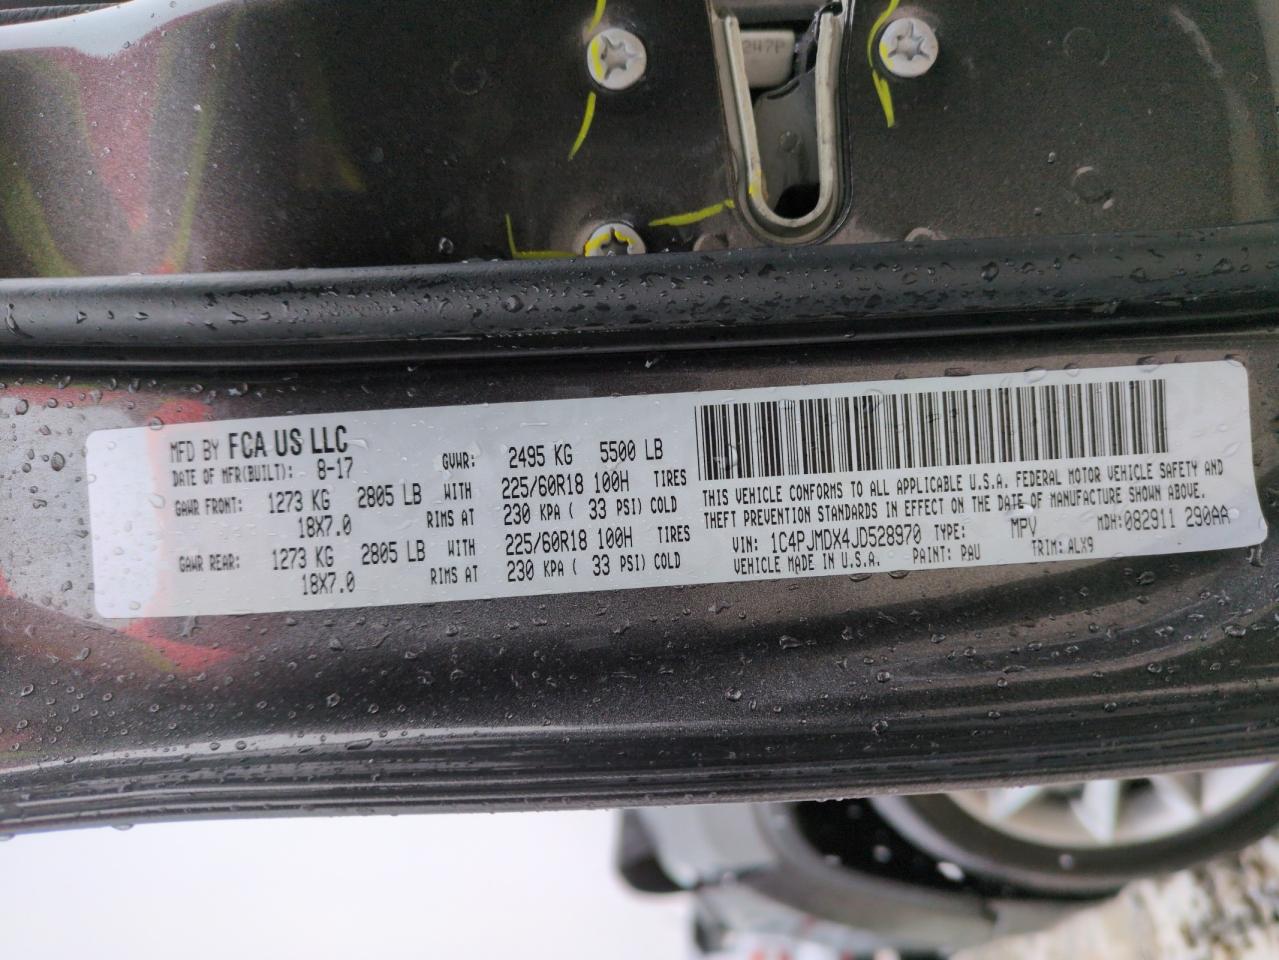 247P
MFD BY FCA US LLC
DATE OF MFR(BUILT): 8-17 GVWR: 2495 KG 5500 LB
GAWR FRONT: 1273 KG 2805 LB WITH 225/60R18 100H TIRES
18X7.0 RIMS AT 230 KPA ( 33 PSI) COLD
GAWR REAR: 1273 KG 2805 LB WITH 225/60R18 100H TIRES
18X7.0 RIMS AT 230 KPA ( 33 PSI) COLD
THIS VEHICLE CONFORMS TO ALL APPLICABLE U.S.A. FEDERAL MOTOR VEHICLE SAFETY AND
THEFT PREVENTION STANDARDS IN EFFECT ON THE DATE OF MANUFACTURE SHOWN ABOVE.
VIN: 1C4PJMDX4JD528970 TYPE: MPV MDH:082911 290AA
VEHICLE MADE IN U.S.A. PAINT: PAU TRIM: ALX9